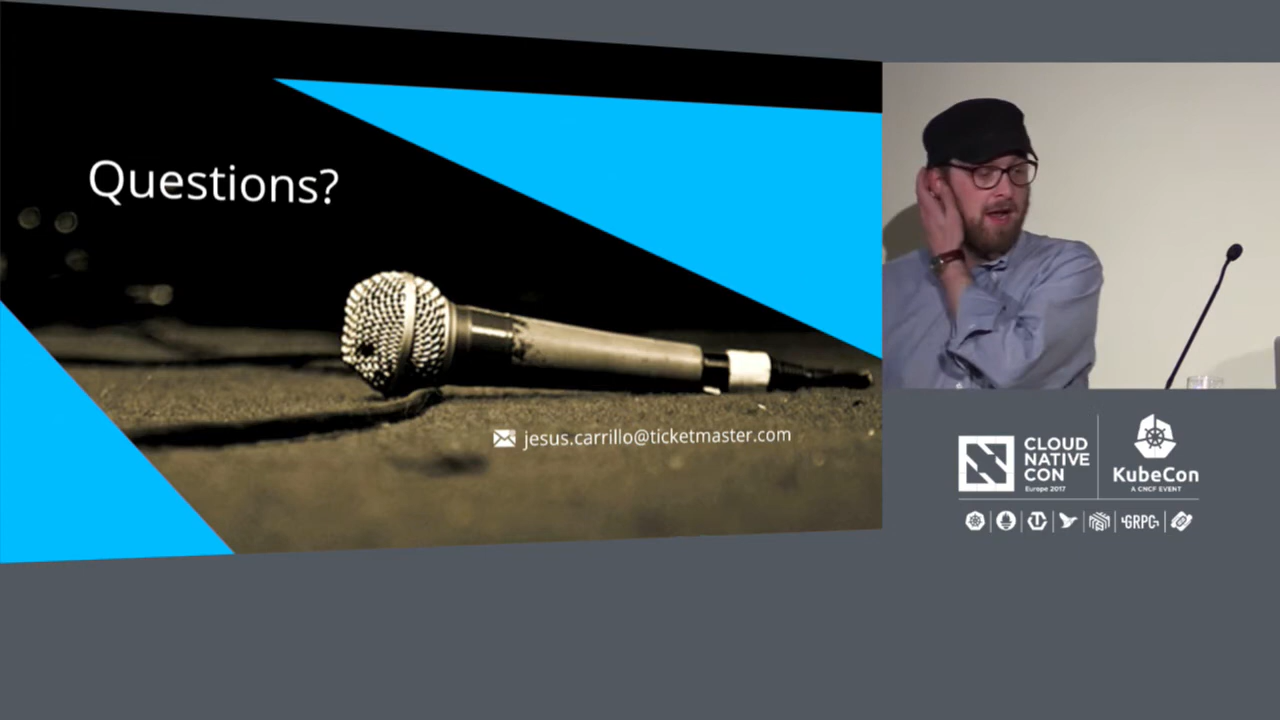 Questions?
jesus.carrillo@ticketmaster.com
CLOUD
NATIVE
CON
Europe 2017
KubeCon
A CNCF EVENT
GRPC